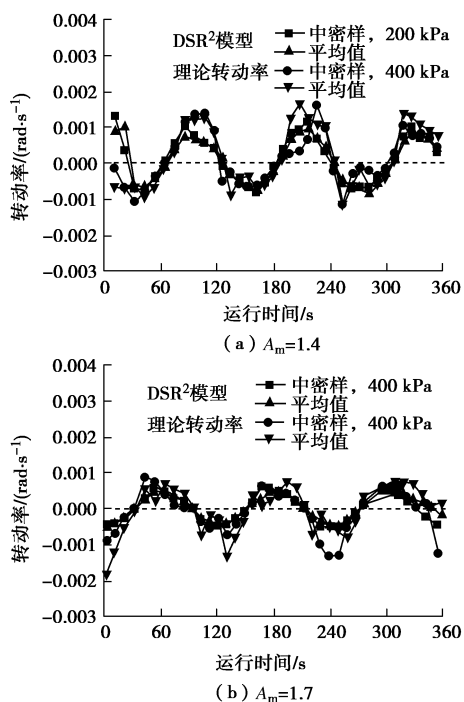 DSR²模型
中密样，200 kPa
平均值
理论转动率
中密样，400 kPa
平均值
转动率/(rad·s⁻¹)
0.004
0.003
0.002
0.001
0.000
−0.001
−0.002
−0.003
0 60 120 180 240 300 360
运行时间/s
（a）Am=1.4
DSR²模型
中密样，400 kPa
平均值
理论转动率
中密样，400 kPa
平均值
转动率/(rad·s⁻¹)
0.004
0.003
0.002
0.001
0.000
−0.001
−0.002
−0.003
0 60 120 180 240 300 360
运行时间/s
（b）Am=1.7